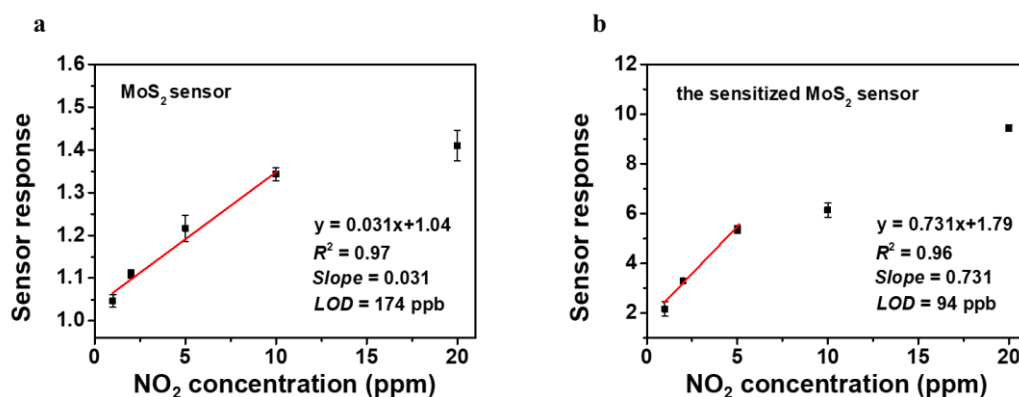 a
1.6
1.5
1.4
1.3
1.2
1.1
1.0
0
5
10
15
20
Sensor response
NO₂ concentration (ppm)
MoS₂ sensor
y = 0.031x+1.04
R² = 0.97
Slope = 0.031
LOD = 174 ppb
b
12
10
8
6
4
2
0
5
10
15
20
Sensor response
NO₂ concentration (ppm)
the sensitized MoS₂ sensor
y = 0.731x+1.79
R² = 0.96
Slope = 0.731
LOD = 94 ppb